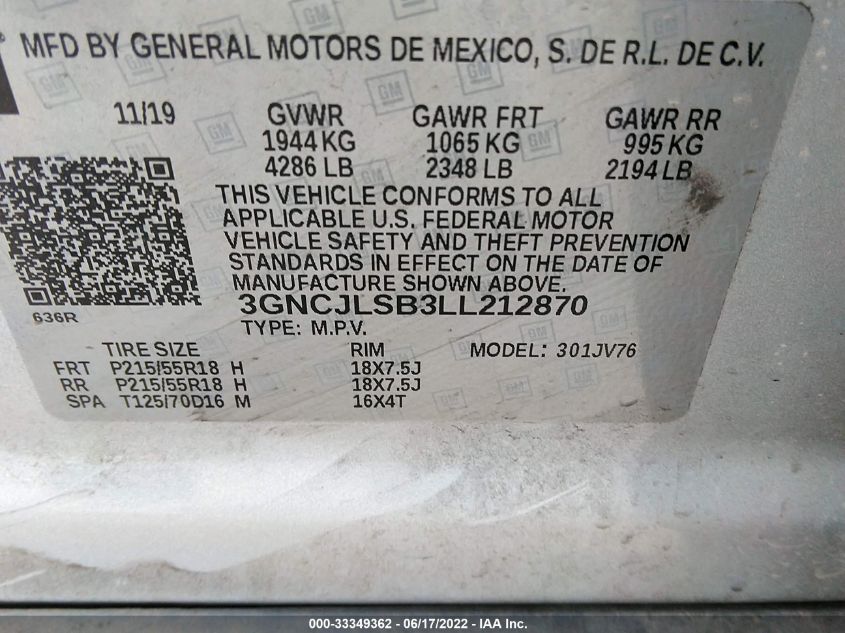 MFD BY GENERAL MOTORS DE MEXICO, S. DE R.L. DE C.V.
11/19 GVWR GAWR FRT GAWR RR
1944 KG 1065 KG 995 KG
4286 LB 2348 LB 2194 LB
THIS VEHICLE CONFORMS TO ALL
APPLICABLE U.S. FEDERAL MOTOR
VEHICLE SAFETY AND THEFT PREVENTION
STANDARDS IN EFFECT ON THE DATE OF
MANUFACTURE SHOWN ABOVE.
636R 3GNCJLSB3LL212870
TYPE: M.P.V.
TIRE SIZE RIM MODEL: 301JV76
FRT P215/55R18 H 18X7.5J
RR P215/55R18 H 18X7.5J
SPA T125/70D16 M 16X4T
000-33349362 - 06/17/2022 - IAA Inc.